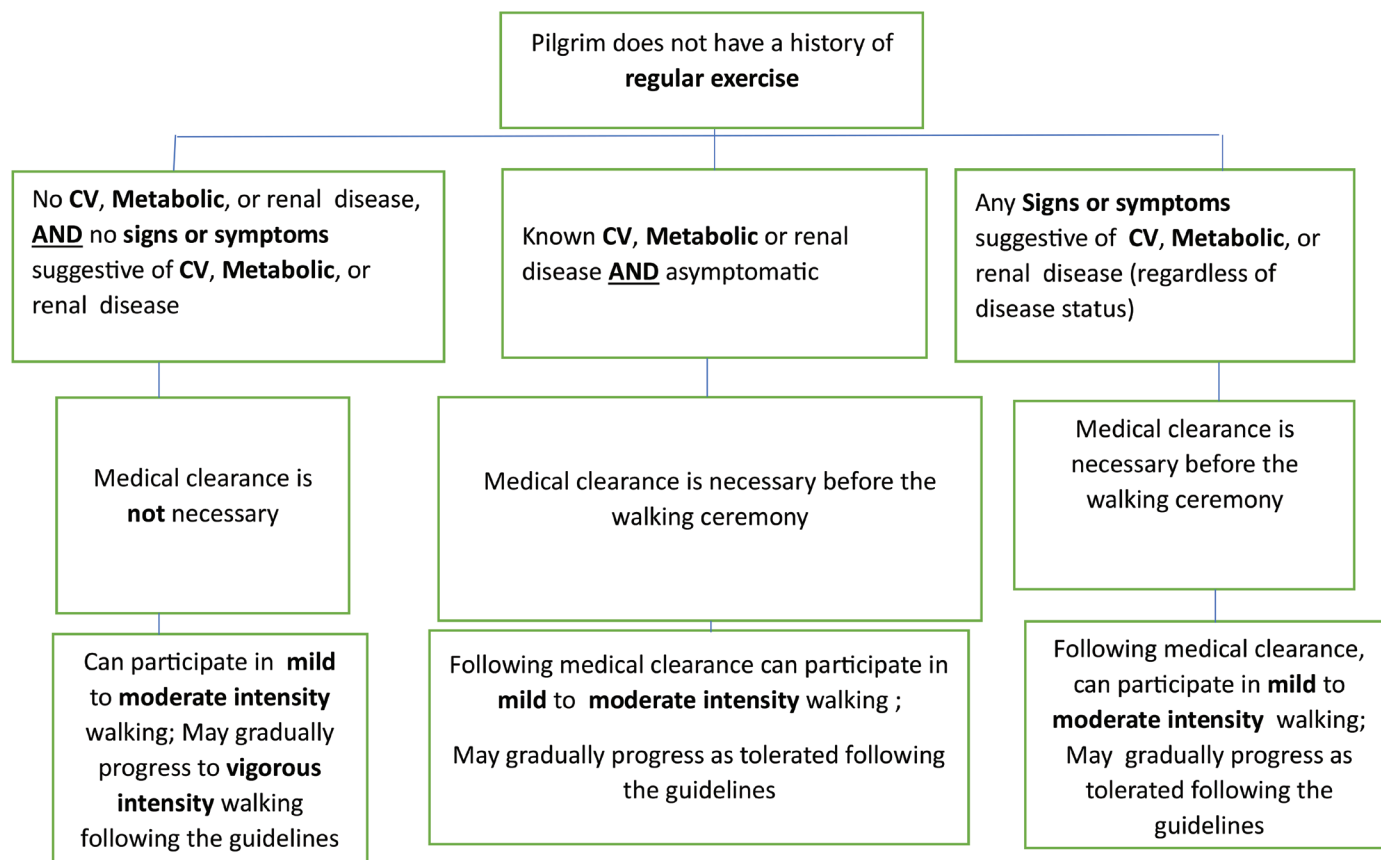 Pilgrim does not have a history of
regular exercise
No CV, Metabolic, or renal disease,
AND no signs or symptoms
suggestive of CV, Metabolic, or
renal disease
Known CV, Metabolic or renal
disease AND asymptomatic
Any Signs or symptoms
suggestive of CV, Metabolic, or
renal disease (regardless of
disease status)
Medical clearance is
not necessary
Medical clearance is necessary before the
walking ceremony
Medical clearance is
necessary before the
walking ceremony
Can participate in mild
to moderate intensity
walking; May gradually
progress to vigorous
intensity walking
following the guidelines
Following medical clearance can participate in
mild to moderate intensity walking ;
May gradually progress as tolerated following
the guidelines
Following medical clearance,
can participate in mild to
moderate intensity walking;
May gradually progress as
tolerated following the
guidelines